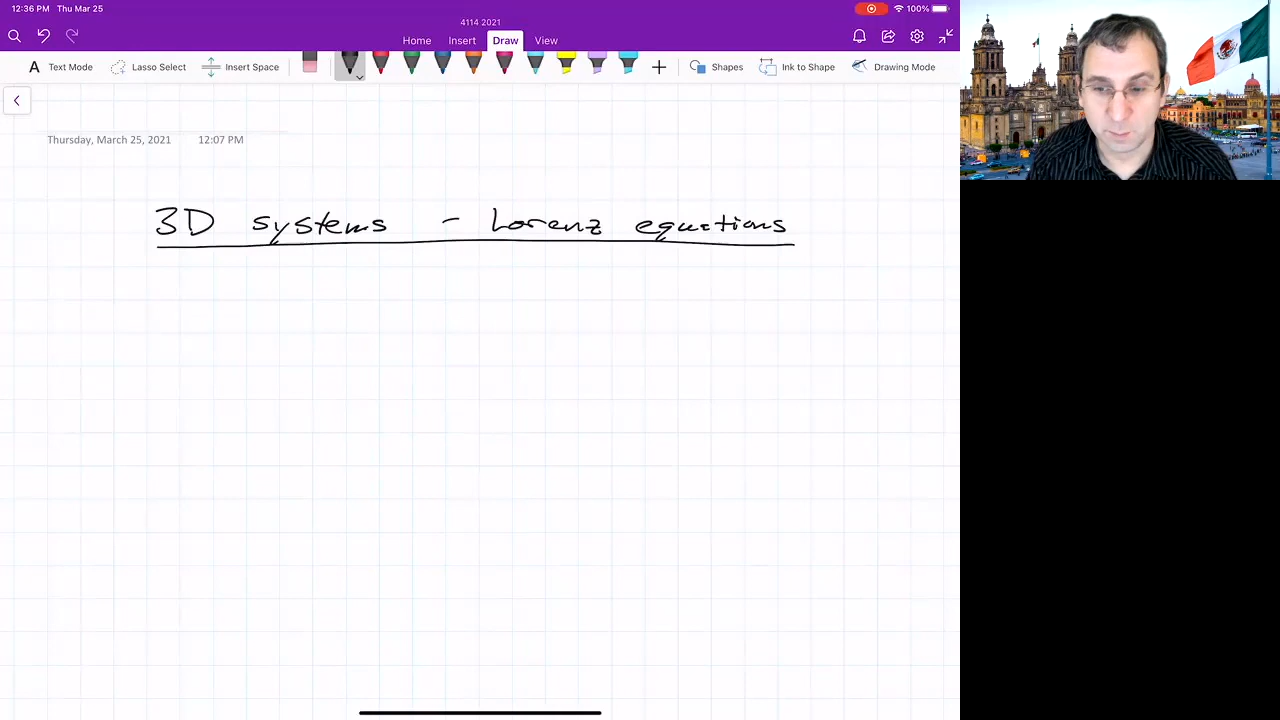 12:36 PM Thu Mar 25
100%
4114 2021
Home Insert Draw View
A Text Mode Lasso Select Insert Space Shapes Ink to Shape Drawing Mode
Thursday, March 25, 2021 12:07 PM
3D systems - Lorenz equations